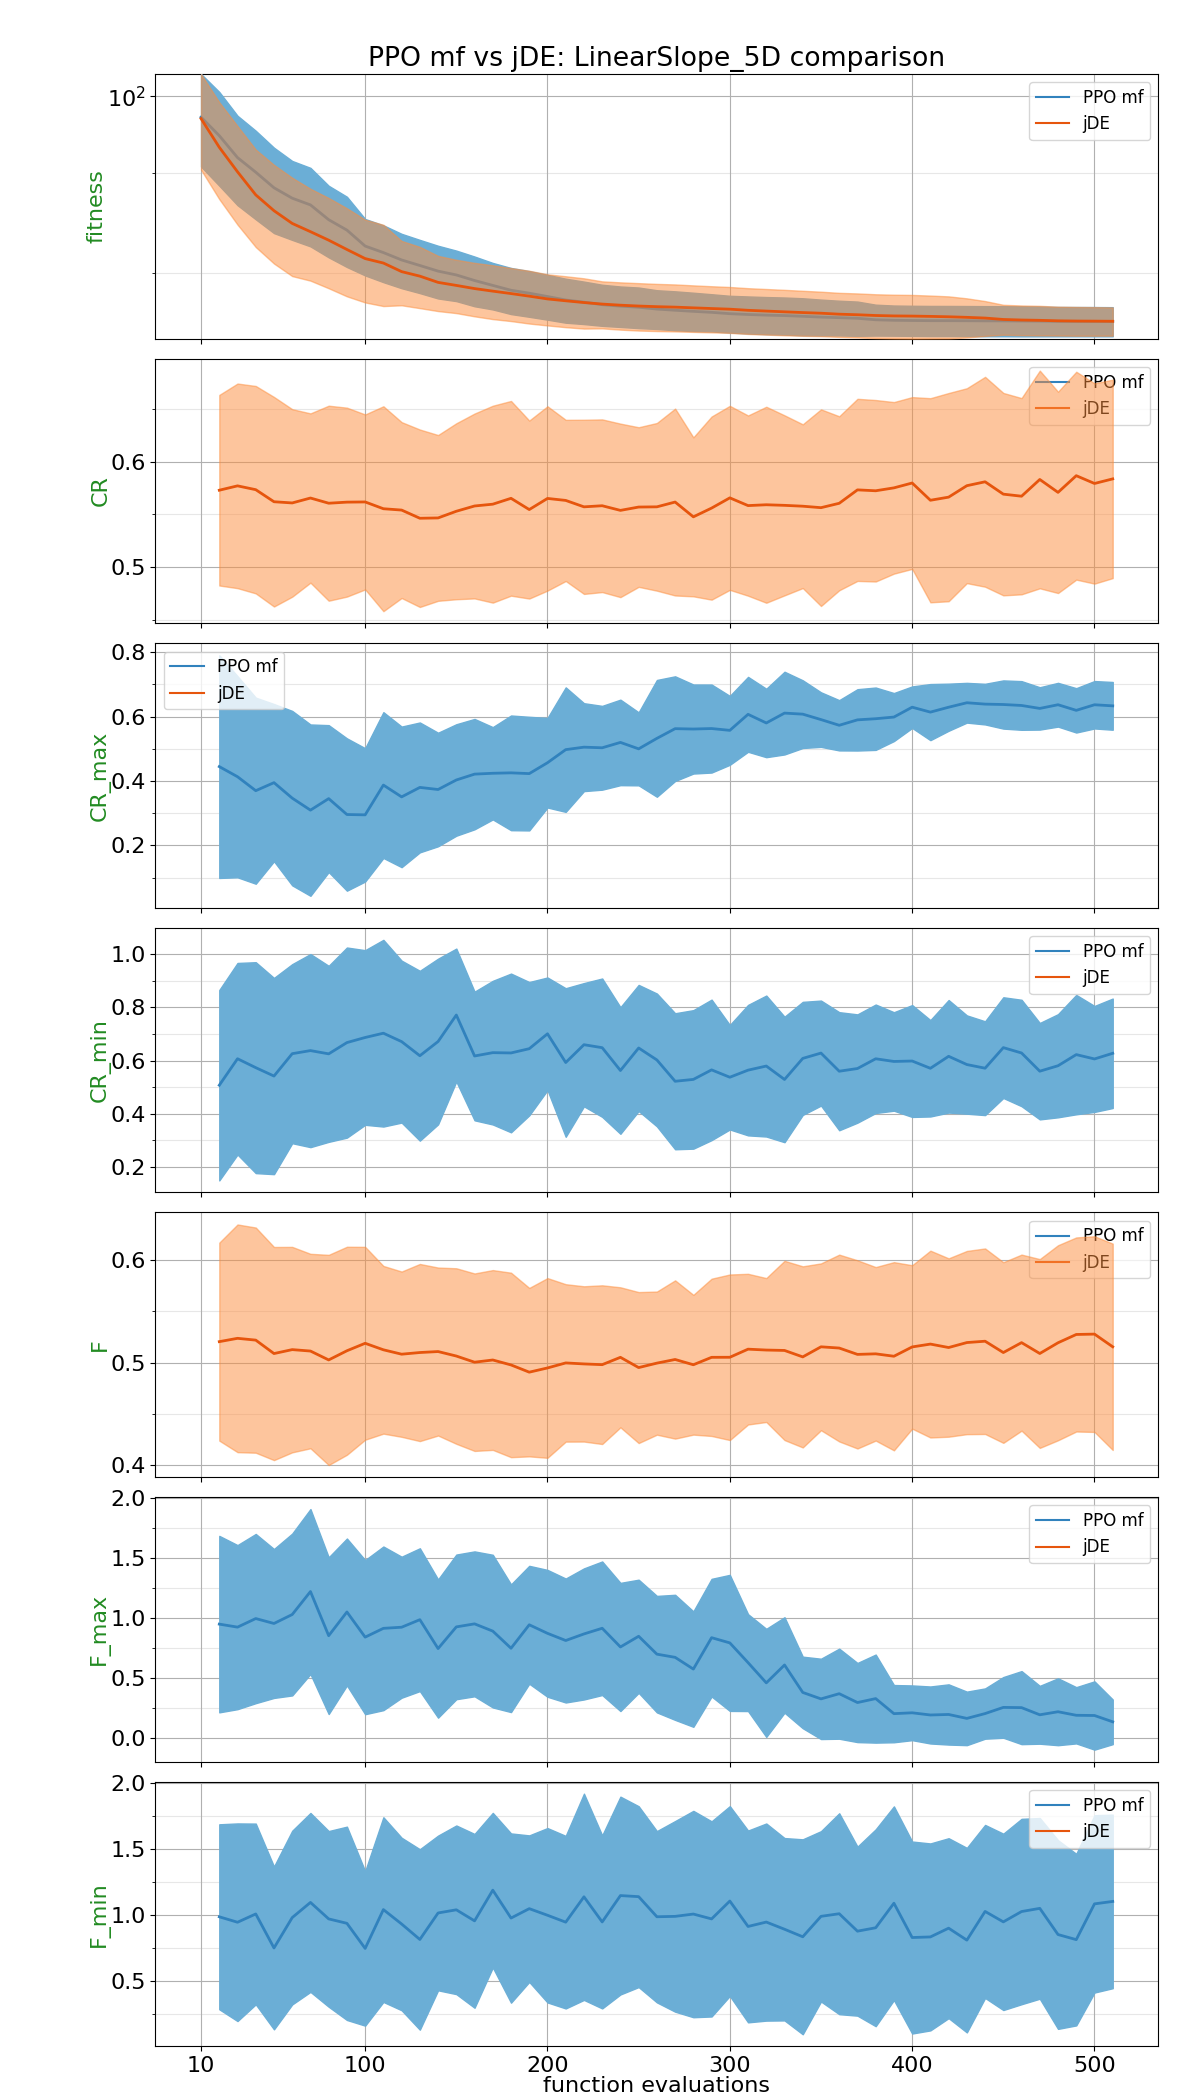 PPO mf vs jDE: LinearSlope_5D comparison
10²
fitness
PPO mf
jDE
CR
0.6
0.5
PPO mf
jDE
CR_max
0.8
0.6
0.4
0.2
PPO mf
jDE
CR_min
1.0
0.8
0.6
0.4
0.2
PPO mf
jDE
F
0.6
0.5
0.4
PPO mf
jDE
F_max
2.0
1.5
1.0
0.5
0.0
PPO mf
jDE
F_min
2.0
1.5
1.0
0.5
PPO mf
jDE
10 100 200 300 400 500
function evaluations